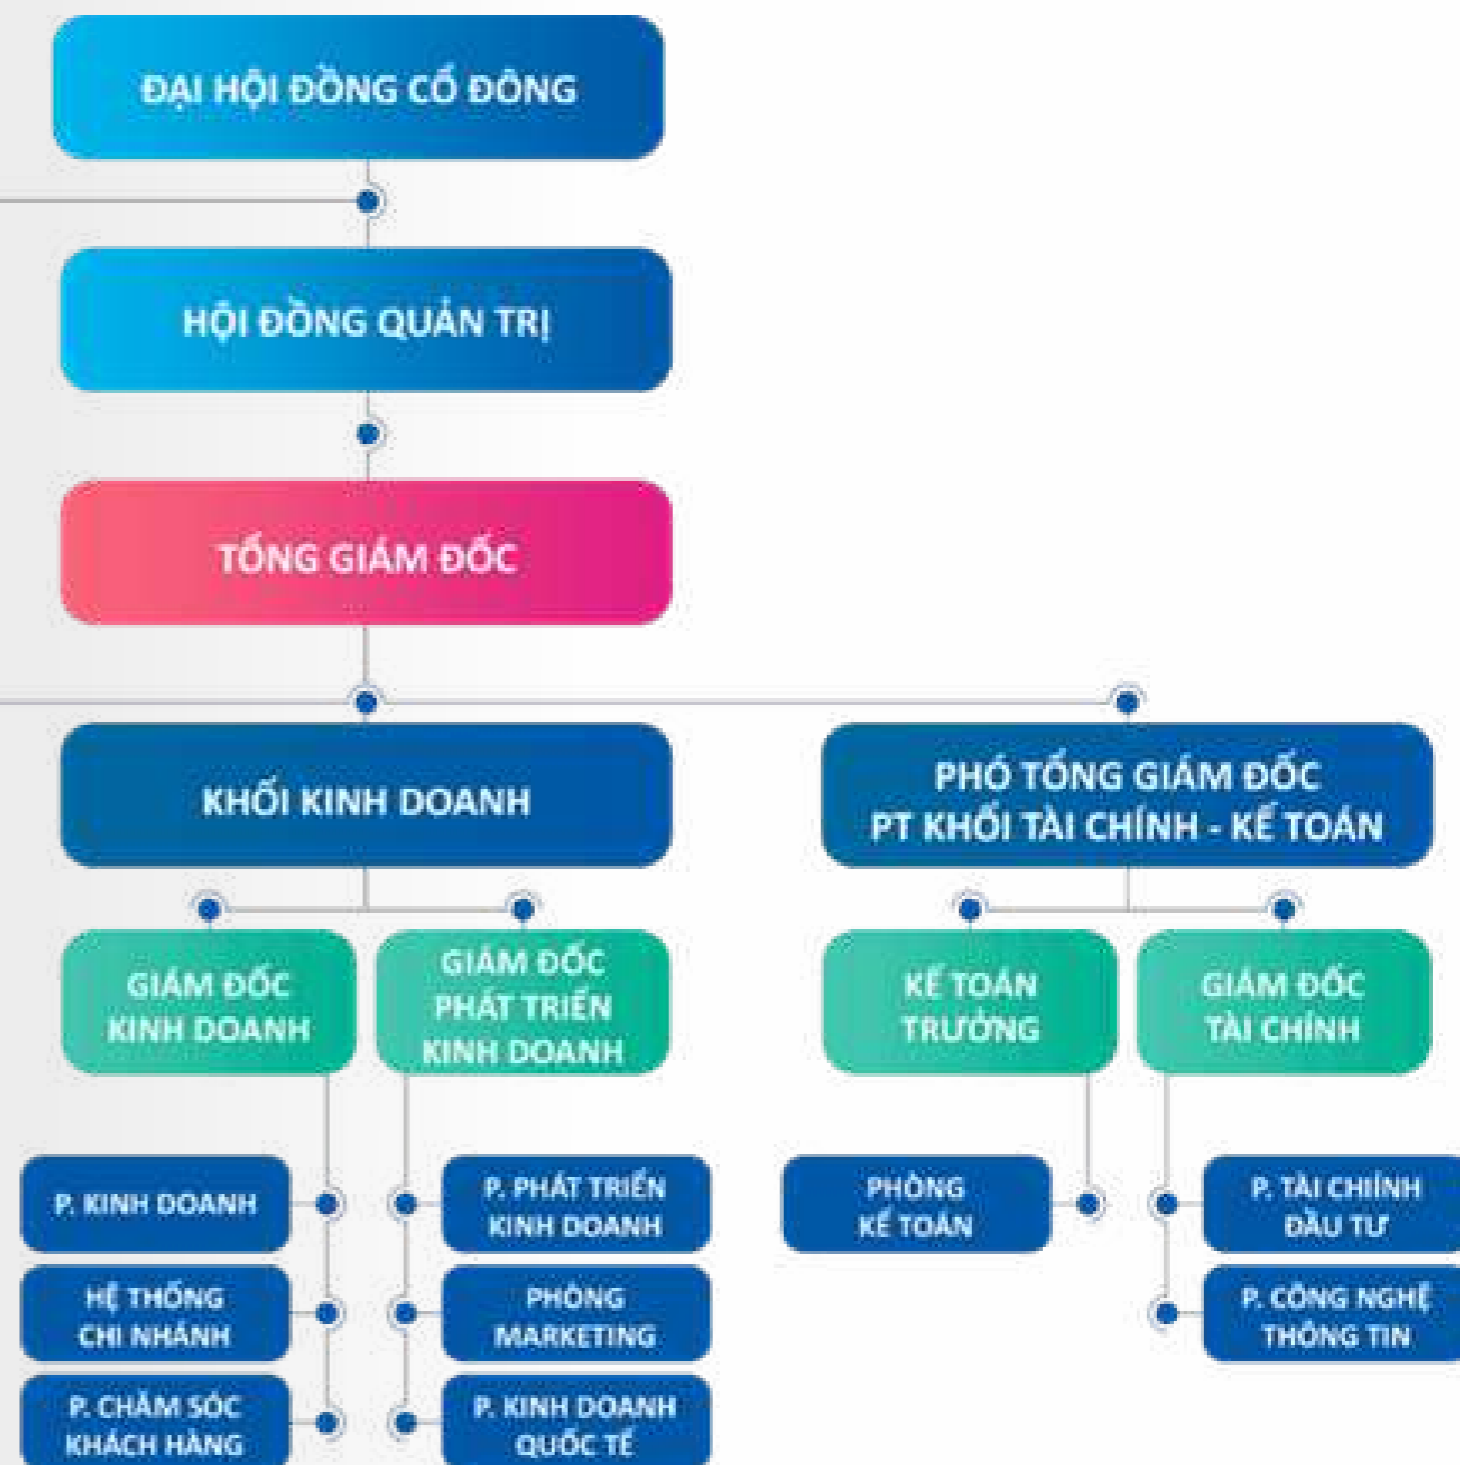 ĐẠI HỘI ĐỒNG CỔ ĐÔNG
HỘI ĐỒNG QUẢN TRỊ
TỔNG GIÁM ĐỐC
KHỐI KINH DOANH
PHÓ TỔNG GIÁM ĐỐC
PT KHỐI TÀI CHÍNH - KẾ TOÁN
GIÁM ĐỐC
KINH DOANH
GIÁM ĐỐC
PHÁT TRIỂN
KINH DOANH
KẾ TOÁN
TRƯỞNG
GIÁM ĐỐC
TÀI CHÍNH
P. KINH DOANH
P. PHÁT TRIỂN
KINH DOANH
PHÒNG
KẾ TOÁN
P. TÀI CHIÍNH
ĐẦU TƯ
HỆ THỐNG
CHI NHÁNH
PHÒNG
MARKETING
P. CÔNG NGHỆ
THÔNG TIN
P. CHĂM SÓC
KHÁCH HÀNG
P. KINH DOANH
QUỐC TẾ